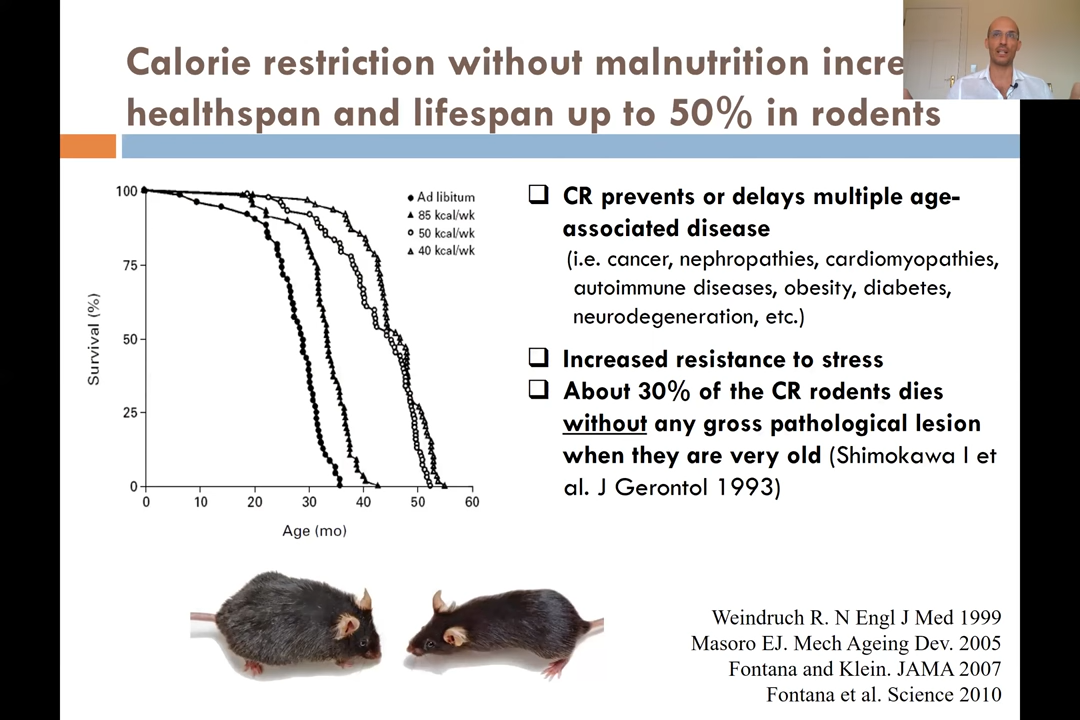 Calorie restriction without malnutrition incre
healthspan and lifespan up to 50% in rodents
100
75
50
25
0
Survival (%)
0 10 20 30 40 50 60
Age (mo)
Ad libitum
85 kcal/wk
50 kcal/wk
40 kcal/wk
CR prevents or delays multiple age-
associated disease
(i.e. cancer, nephropathies, cardiomyopathies,
autoimmune diseases, obesity, diabetes,
neurodegeneration, etc.)
Increased resistance to stress
About 30% of the CR rodents dies
without any gross pathological lesion
when they are very old (Shimokawa I et
al. J Gerontol 1993)
Weindruch R. N Engl J Med 1999
Masoro EJ. Mech Ageing Dev. 2005
Fontana and Klein. JAMA 2007
Fontana et al. Science 2010